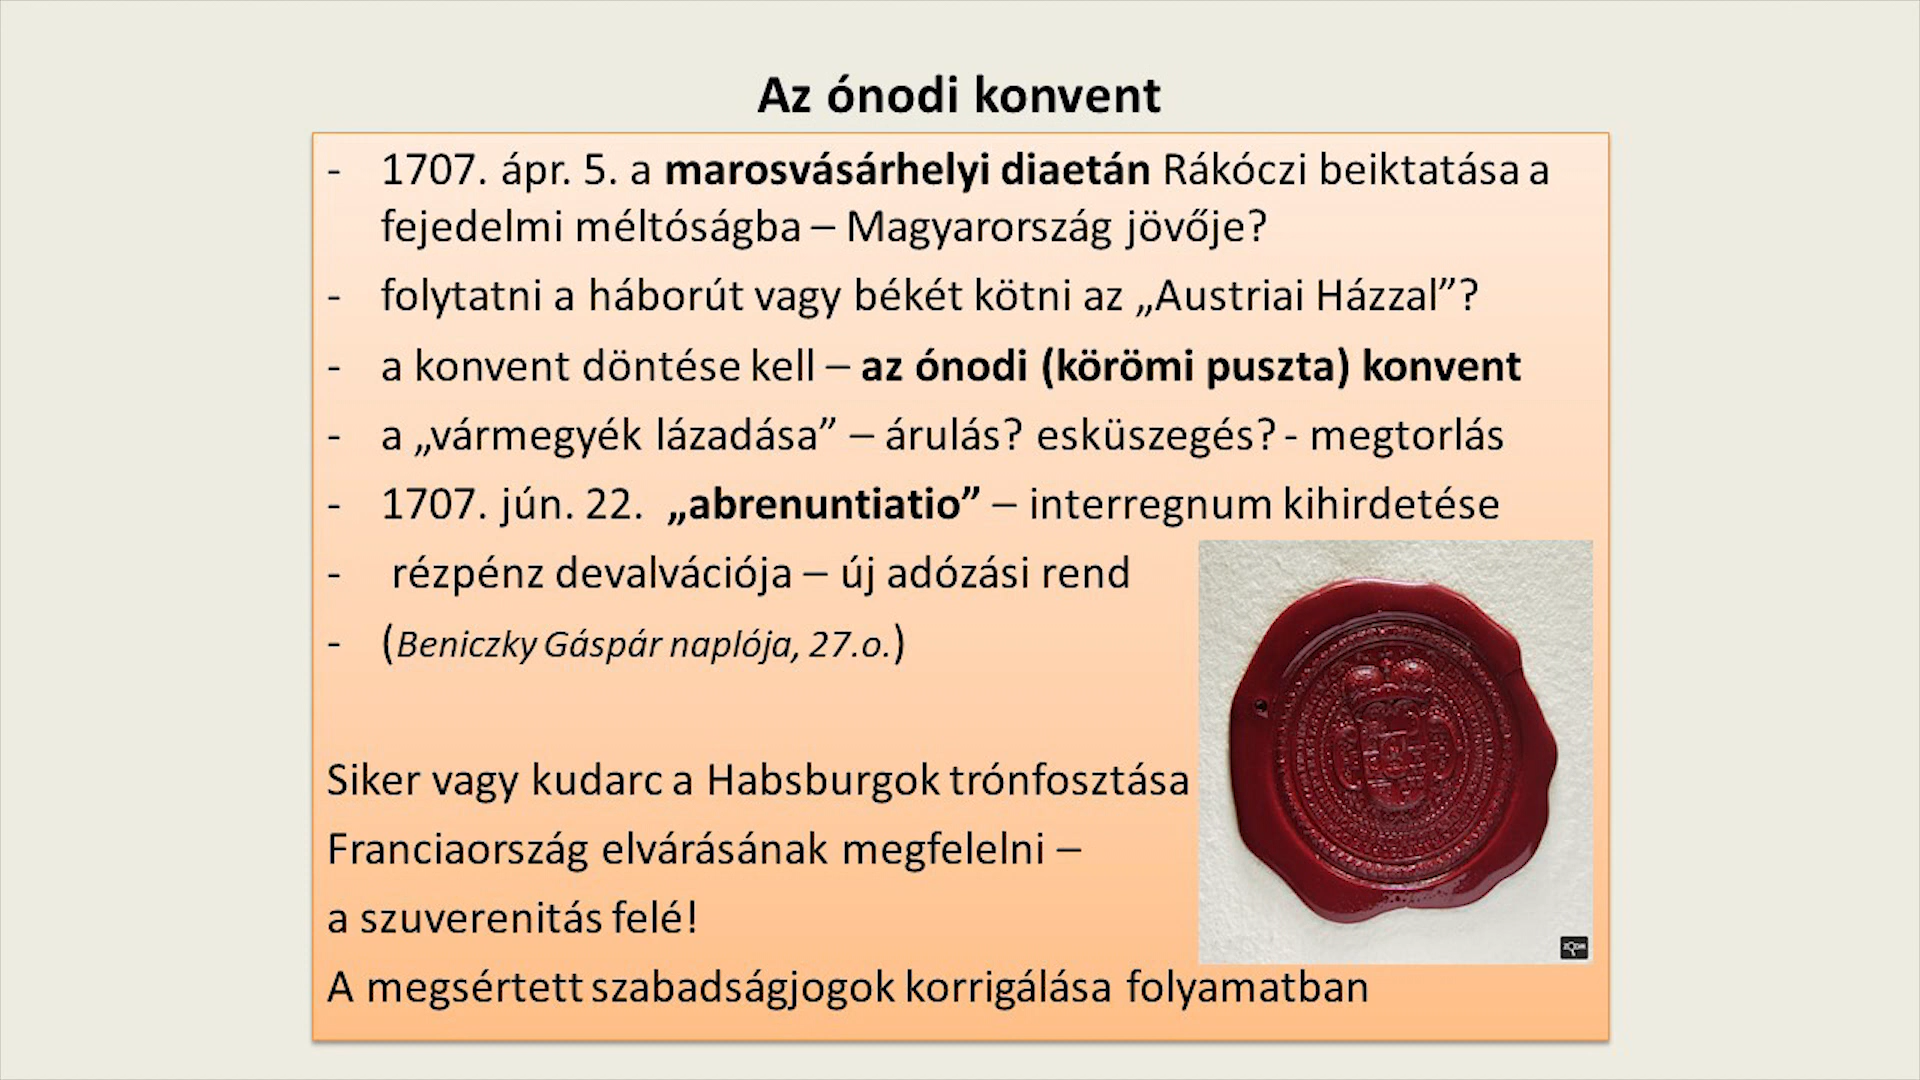 Az ónodi konvent
- 1707. ápr. 5. a marosvásárhelyi diaetán Rákóczi beiktatása a
fejedelmi méltóságba – Magyarország jövője?
- folytatni a háborút vagy békét kötni az „Austriai Házzal”?
- a konvent döntése kell – az ónodi (körömi puszta) konvent
- a „vármegyék lázadása” – árulás? esküszegés? - megtorlás
- 1707. jún. 22. „abrenuntiatio” – interregnum kihirdetése
- rézpénz devalvációja – új adózási rend
- (Beniczky Gáspár naplója, 27.o.)
Siker vagy kudarc a Habsburgok trónfosztása
Franciaország elvárásának megfelelni –
a szuverenitás felé!
A megsértett szabadságjogok korrigálása folyamatban